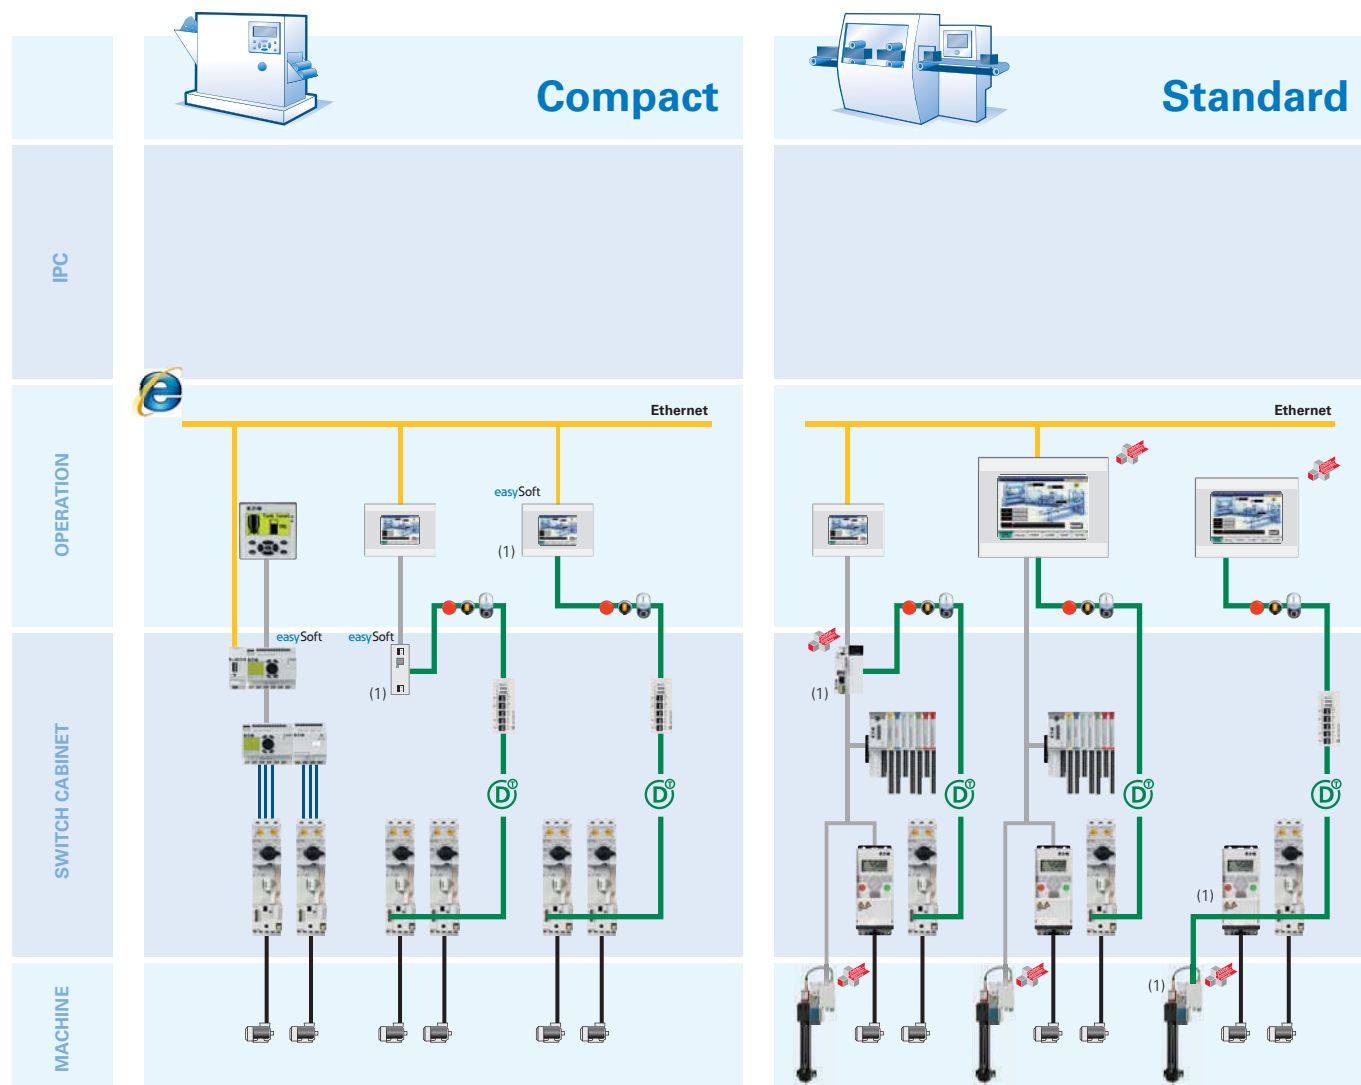 Compact
Standard
IPC
Ethernet
Ethernet
OPERATION
easySoft
(1)
easySoft
easySoft
(1)
(1)
SWITCH CABINET
D T
D T
D T
D T
D T
(1)
(1)
MACHINE